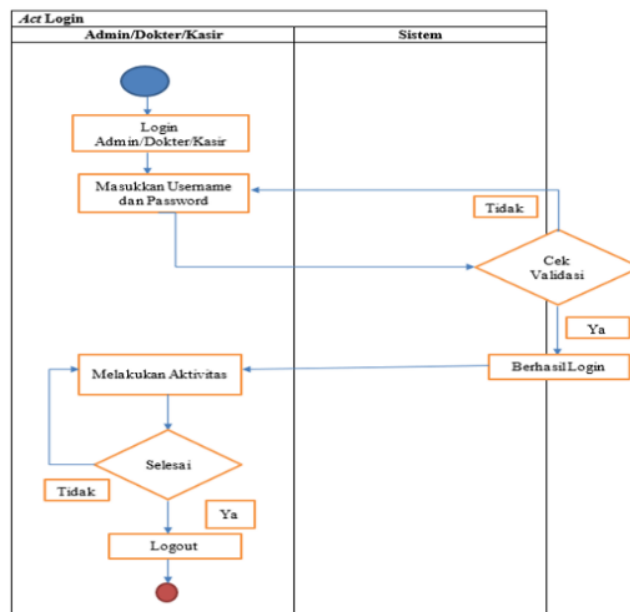 Act Login
Admin/Dokter/Kasir
Sistem
Login
Admin/Dokter/Kasir
Masukkan Username
dan Password
Tidak
Cek
Validasi
Ya
Berhasil Login
Melakukan Aktivitas
Selesai
Tidak
Ya
Logout